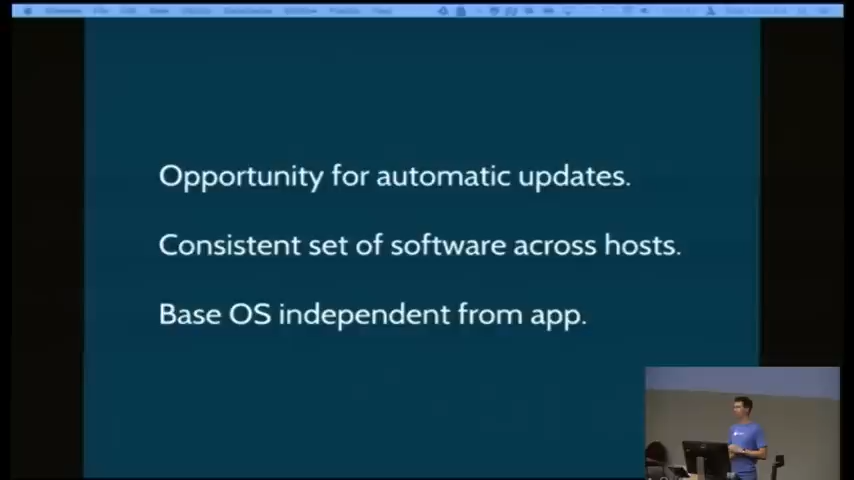 Opportunity for automatic updates.
Consistent set of software across hosts.
Base OS independent from app.